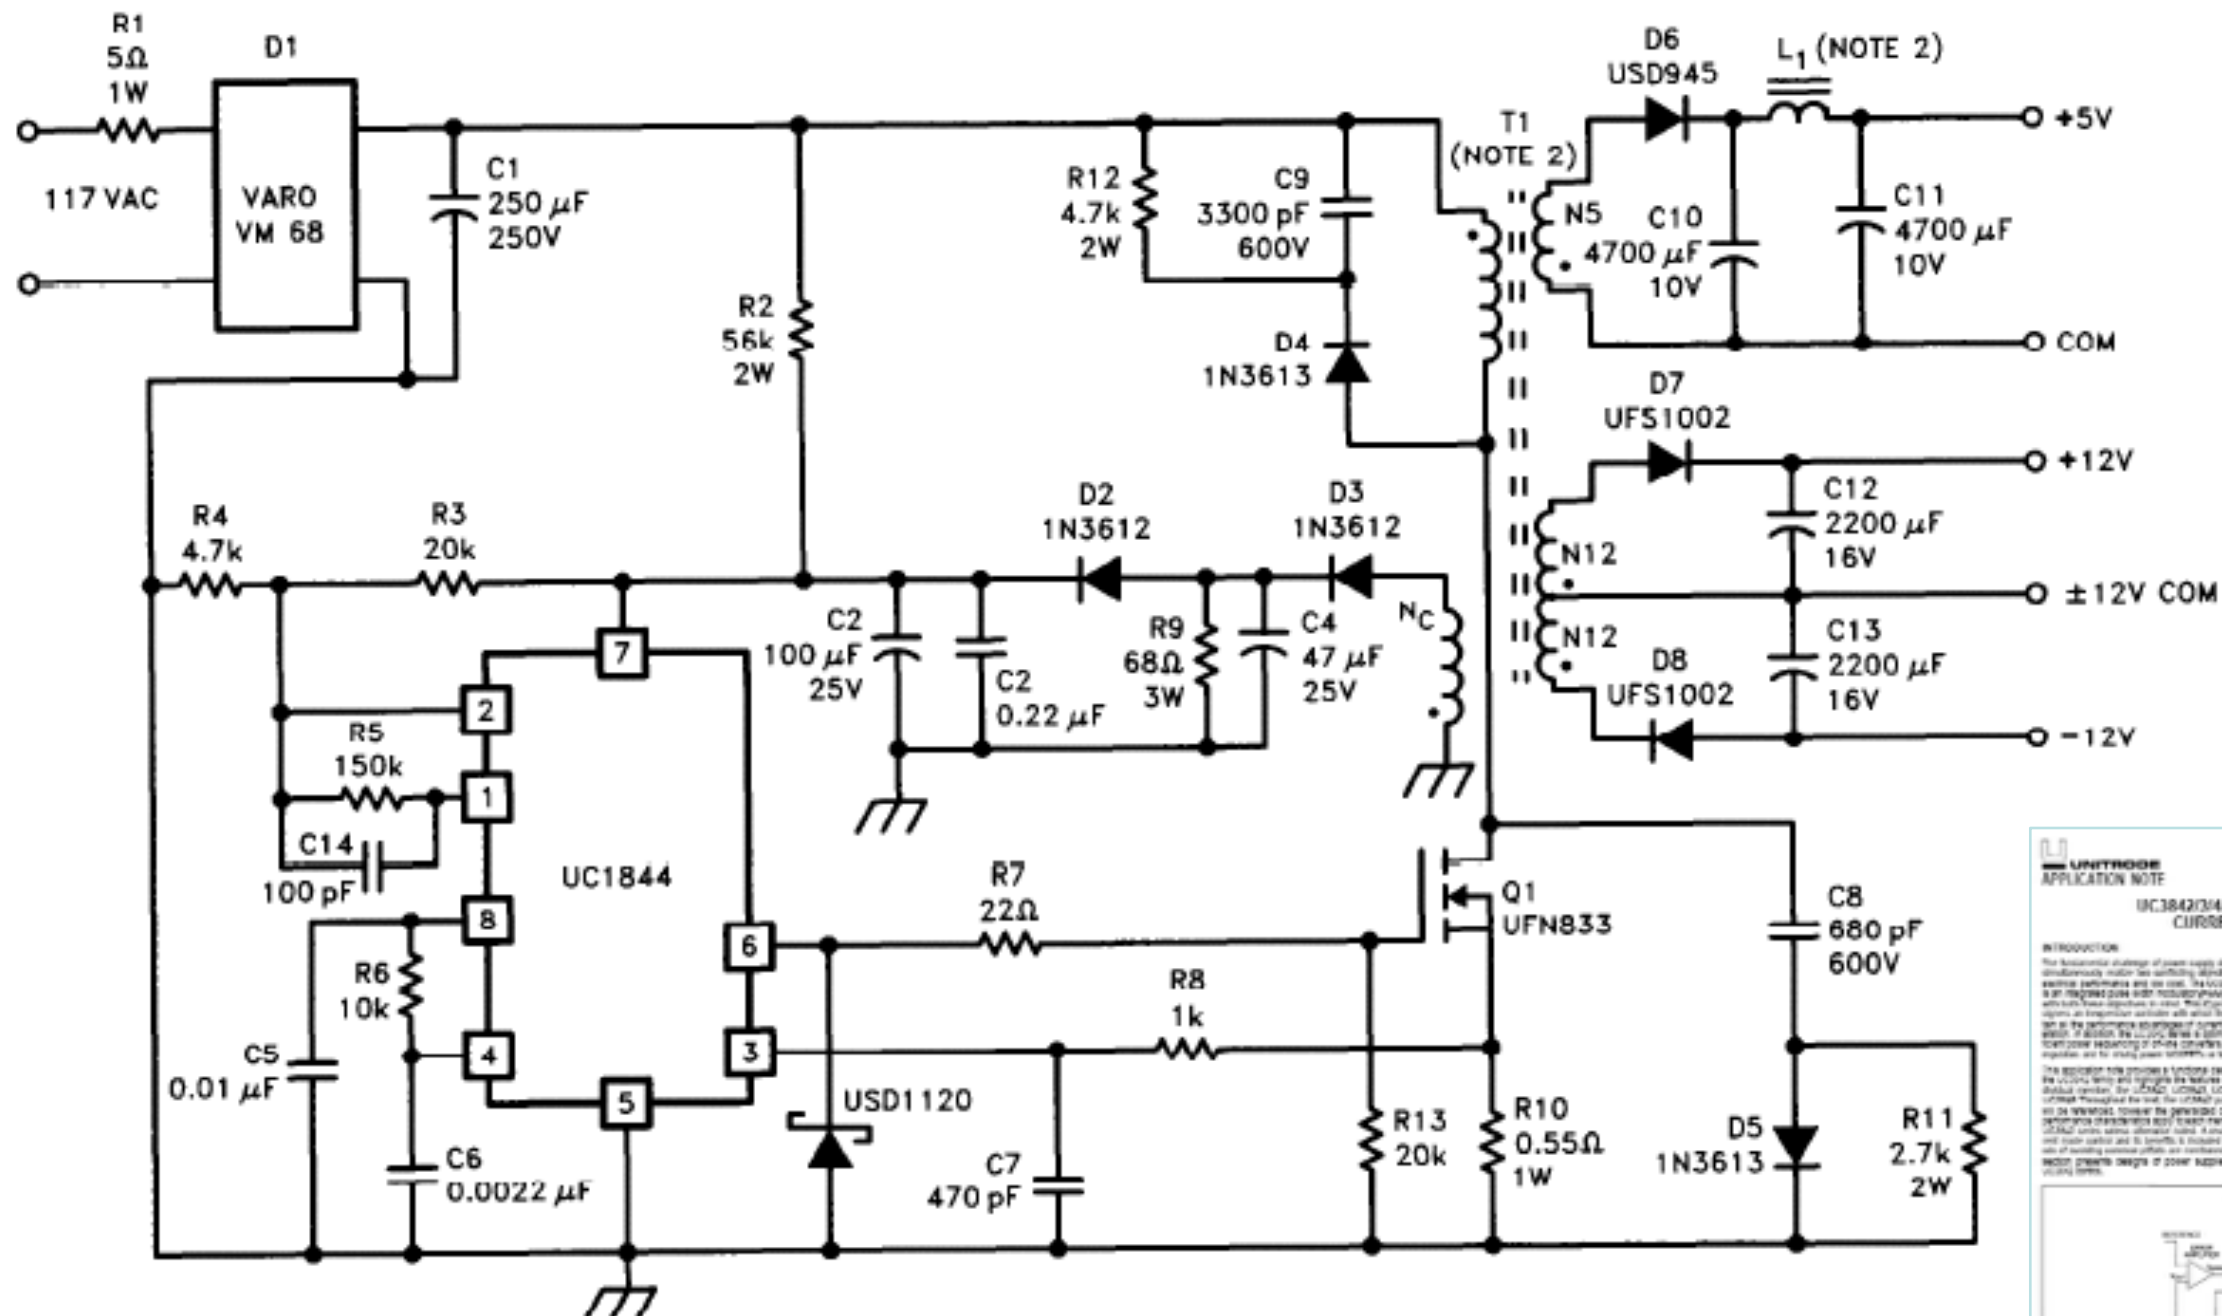 R1
5Ω
1W
D1
117 VAC
VARO
VM 68
C1
250 μF
250V
R2
56k
2W
R12
4.7k
2W
C9
3300 pF
600V
D4
1N3613
T1
(NOTE 2)
N5
D6
USD945
L1 (NOTE 2)
C10
4700 μF
10V
C11
4700 μF
10V
+5V
COM
D7
UFS1002
+12V
C12
2200 μF
16V
N12
±12V COM
N12
C13
2200 μF
16V
D8
UFS1002
-12V
R4
4.7k
R3
20k
D2
1N3612
D3
1N3612
C2
100 μF
25V
C2
0.22 μF
R9
68Ω
3W
C4
47 μF
25V
NC
7
2
1
8
4
5
6
3
UC1844
R5
150k
C14
100 pF
R6
10k
C5
0.01 μF
C6
0.0022 μF
R7
22Ω
R8
1k
USD1120
C7
470 pF
Q1
UFN833
R13
20k
R10
0.55Ω
1W
C8
680 pF
600V
D5
1N3613
R11
2.7k
2W
UNITRODE
APPLICATION NOTE
INTRODUCTION